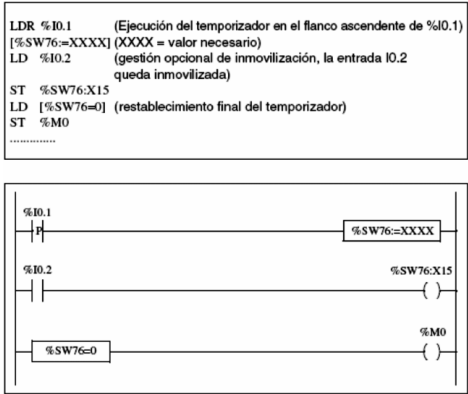 LDR %I0.1 (Ejecución del temporizador en el flanco ascendente de %I0.1)
[%SW76:=XXXX] (XXXX = valor necesario)
LD %I0.2 (gestión opcional de inmovilización, la entrada I0.2
queda inmovilizada)
ST %SW76:X15
LD [%SW76=0] (restablecimiento final del temporizador)
ST %M0
..............
%I0.1
P
%SW76:=XXXX
%I0.2
%SW76:X15
( )
%M0
%SW76=0
( )